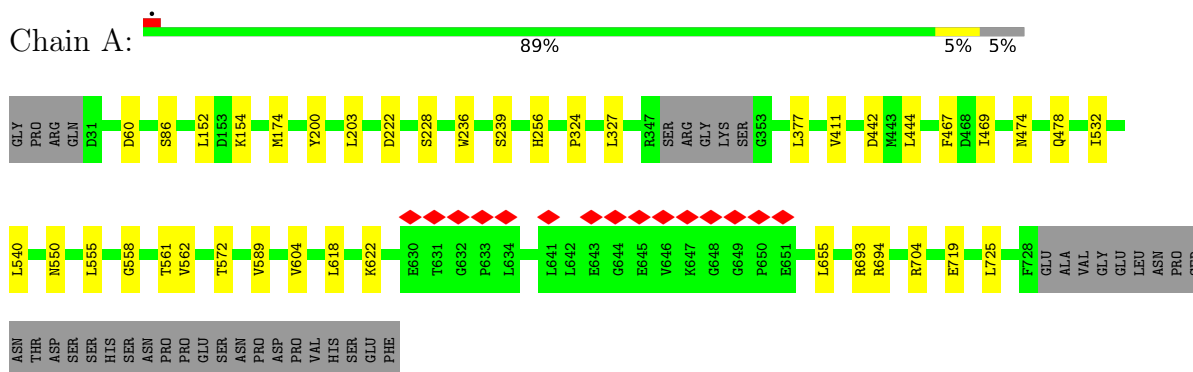 Chain A:
89% 5% 5%
GLY PRO ARG GLN D31 D60 S86 L152 D153 K154 M174 Y200 L203 D222 S228 W236 S239 H256 P324 L327 R347 SER ARG GLY LYS SER G353 L377 V411 D442 M443 L444 F467 D468 I469 N474 Q478 I532
L540 N550 L555 G558 T561 V562 T572 V589 V604 L618 K622 E630 T631 G632 P633 L634 L641 L642 E643 G644 E645 V646 K647 G648 G649 P650 E651 L655 R693 R694 R704 E719 L725 F728 GLU ALA VAL GLY GLU LEU ASN PRO SER
ASN THR ASP SER SER HIS SER ASN PRO PRO GLU SER ASN PRO ASP PRO VAL HIS SER GLU PHE